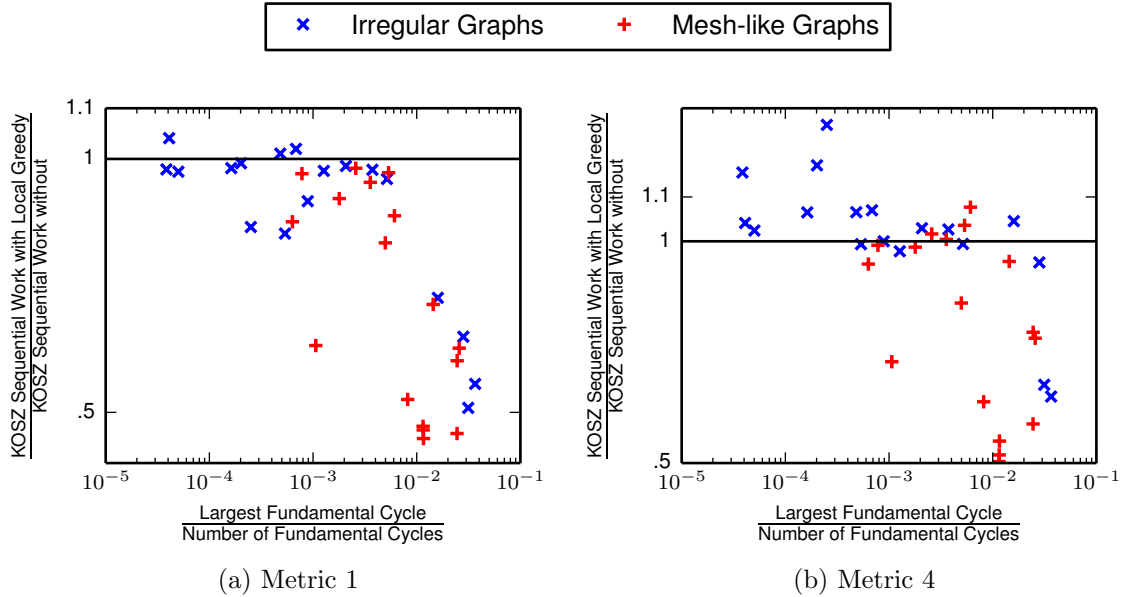 Irregular Graphs Mesh-like Graphs
KOSZ Sequential Work with Local Greedy
KOSZ Sequential Work without
1.1
1
.5
10^-5 10^-4 10^-3 10^-2 10^-1
Largest Fundamental Cycle
Number of Fundamental Cycles
(a) Metric 1
KOSZ Sequential Work with Local Greedy
KOSZ Sequential Work without
1.1
1
.5
10^-5 10^-4 10^-3 10^-2 10^-1
Largest Fundamental Cycle
Number of Fundamental Cycles
(b) Metric 4